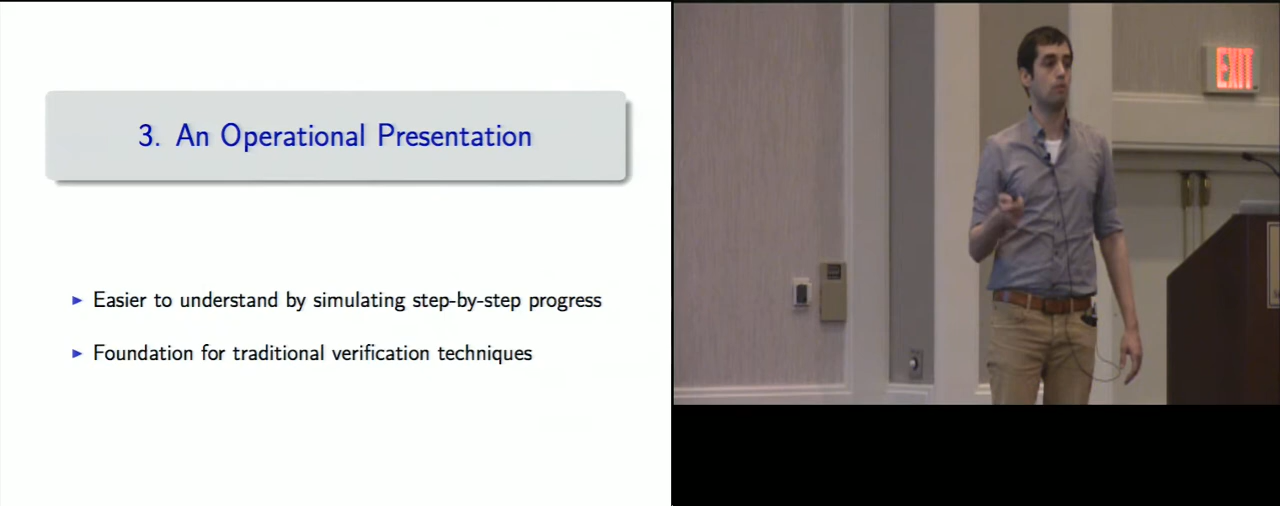 3. An Operational Presentation
► Easier to understand by simulating step-by-step progress
► Foundation for traditional verification techniques
EXIT